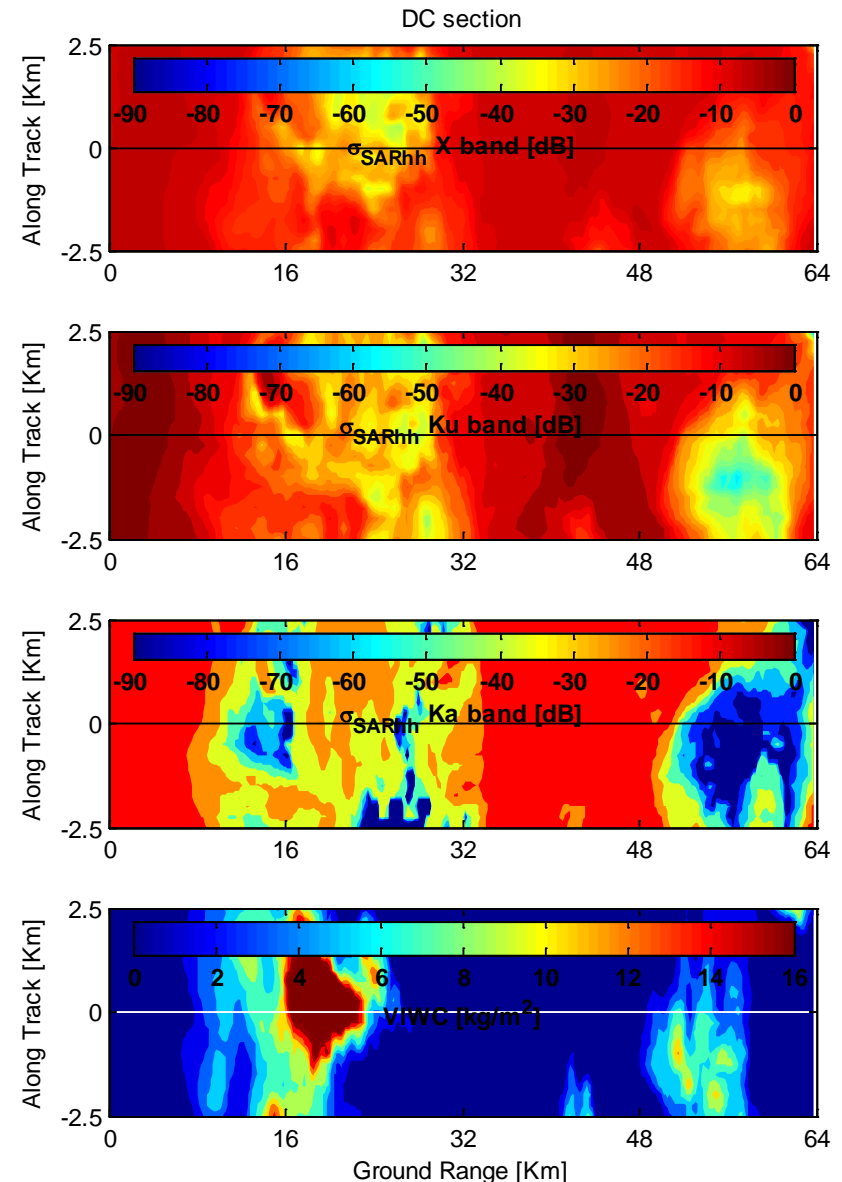 DC section
Along Track [Km]
2.5
0
-2.5
-90 -80 -70 -60 -50 -40 -30 -20 -10 0
σSARhh X band [dB]
0 16 32 48 64
Along Track [Km]
2.5
0
-2.5
-90 -80 -70 -60 -50 -40 -30 -20 -10 0
σSARhh Ku band [dB]
0 16 32 48 64
Along Track [Km]
2.5
0
-2.5
-90 -80 -70 -60 -50 -40 -30 -20 -10 0
σSARhh Ka band [dB]
0 16 32 48 64
Along Track [Km]
2.5
0
-2.5
0 2 4 6 8 10 12 14 16
VIWC [kg/m²]
0 16 32 48 64
Ground Range [Km]